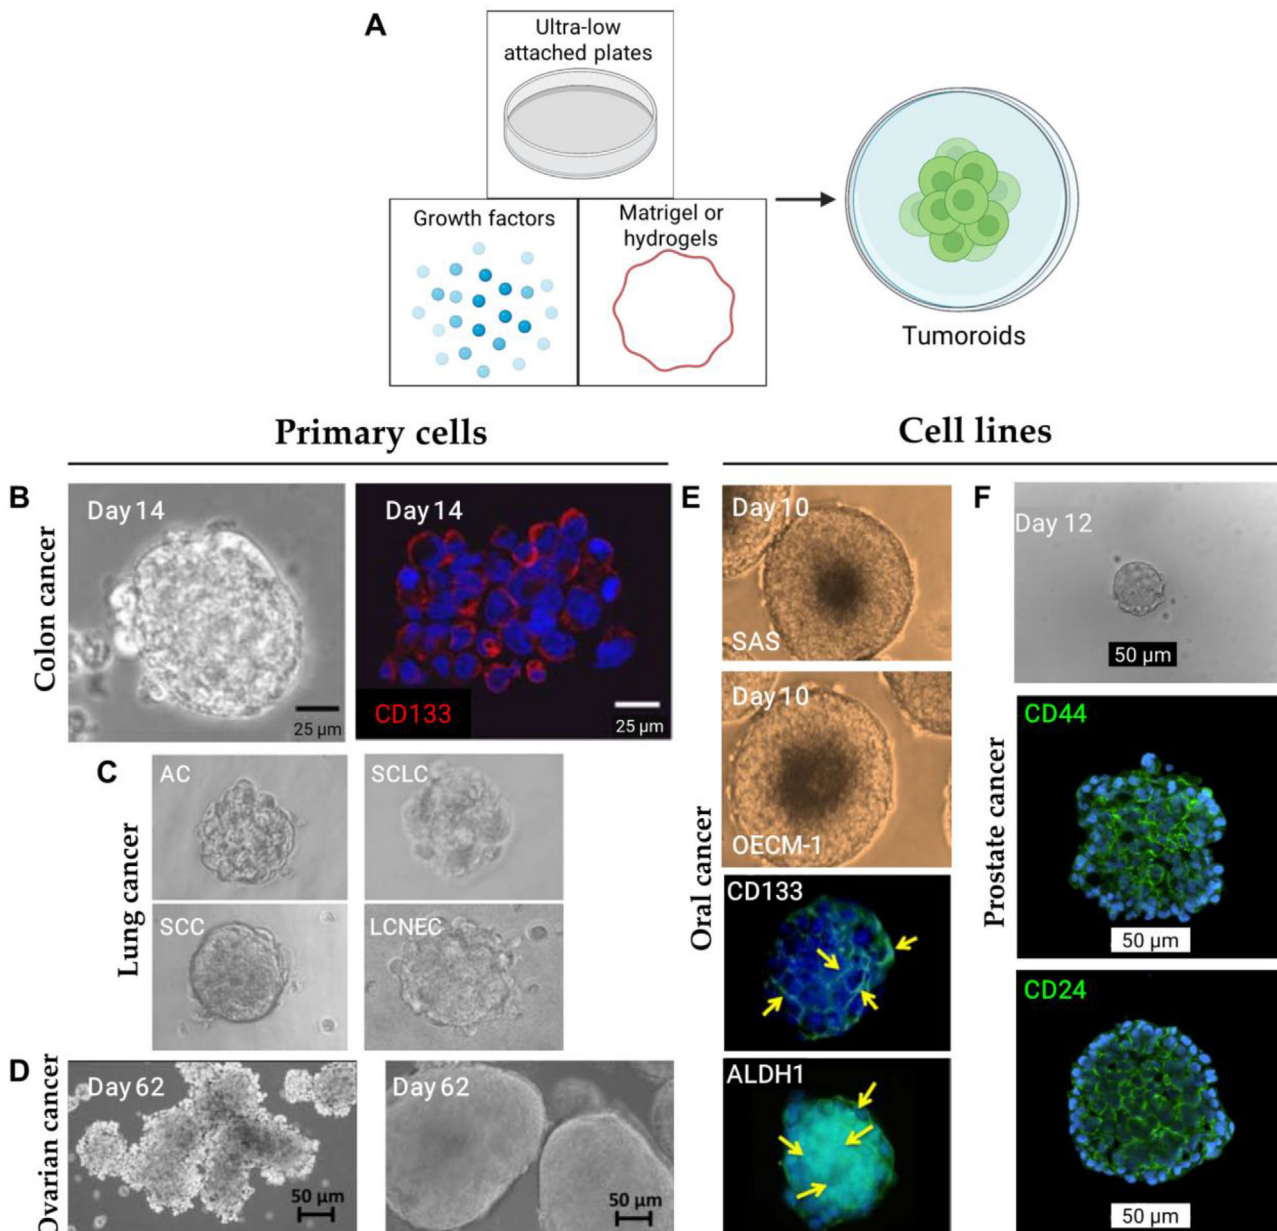 A
Ultra-low
attached plates
Growth factors
Matrigel or
hydrogels
Tumoroids
Primary cells
Cell lines
B
Colon cancer
Day 14
25 µm
Day 14
CD133
25 µm
C
Lung cancer
AC
SCLC
SCC
LCNEC
D
Ovarian cancer
Day 62
50 µm
Day 62
50 µm
E
Oral cancer
Day 10
SAS
Day 10
OECM-1
CD133
ALDH1
F
Prostate cancer
Day 12
50 µm
CD44
50 µm
CD24
50 µm